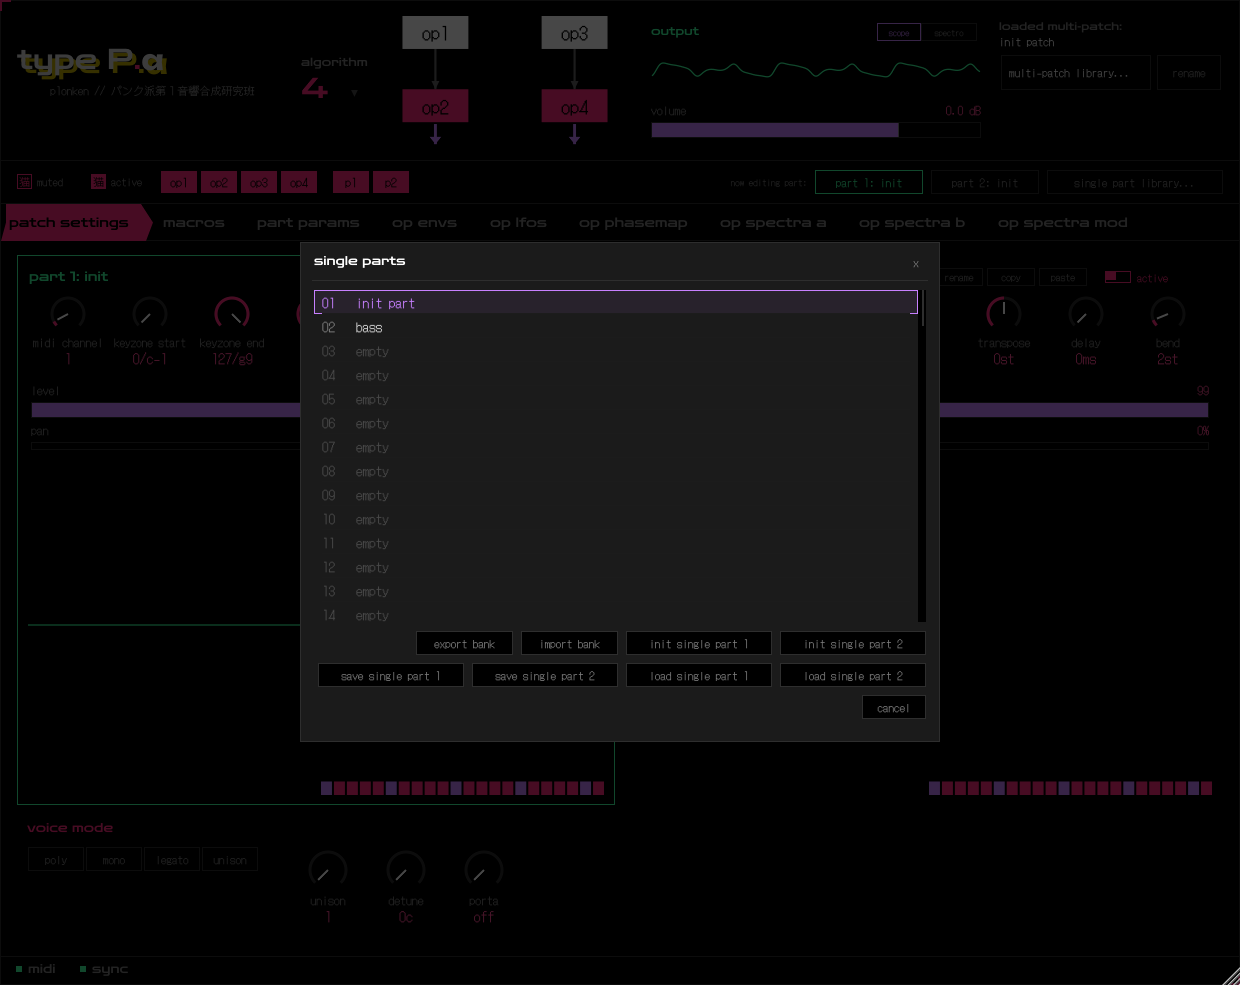 type P.a
plonken // パンク派第1音響合成研究班
algorithm
4
op1
op3
op2
op4
output
scope
spectra
volume
0.0 dB
loaded multi-patch:
init patch
multi-patch library...
rename
muted
active
op1
op2
op3
op4
p1
p2
now editing part:
part 1: init
part 2: init
single part library...
patch settings
macros
part params
op envs
op lfos
op phasemap
op spectra a
op spectra b
op spectra mod
single parts
x
01 init part
02 bass
03 empty
04 empty
05 empty
06 empty
07 empty
08 empty
09 empty
10 empty
11 empty
12 empty
13 empty
14 empty
export bank
import bank
init single part 1
init single part 2
save single part 1
save single part 2
load single part 1
load single part 2
cancel
part 1: init
midi channel
1
keyzone start
0/c-1
keyzone end
127/g9
level
pan
rename
copy
paste
active
transpose
0st
delay
0ms
bend
2st
99
0%
voice mode
poly
mono
legato
unison
unison
1
detune
0c
porta
off
midi
sync